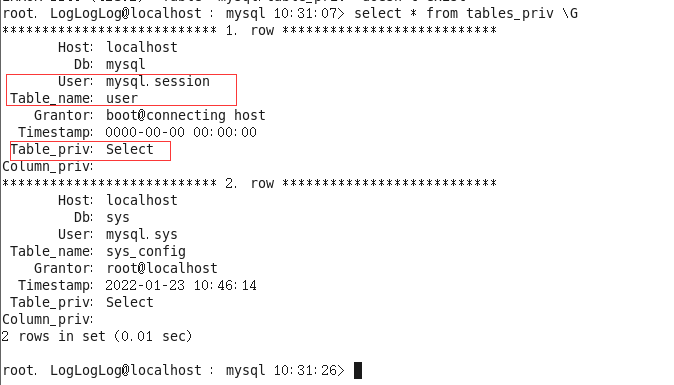 root. LogLogLog@localhost : mysql 10:31:07> select * from tables_priv \G
*************************** 1. row ***************************
Host: localhost
Db: mysql
User: mysql.session
Table_name: user
Grantor: boot@connecting host
Timestamp: 0000-00-00 00:00:00
Table_priv: Select
Column_priv:
*************************** 2. row ***************************
Host: localhost
Db: sys
User: mysql.sys
Table_name: sys_config
Grantor: root@localhost
Timestamp: 2022-01-23 10:46:14
Table_priv: Select
Column_priv:
2 rows in set (0.01 sec)
root. LogLogLog@localhost : mysql 10:31:26>